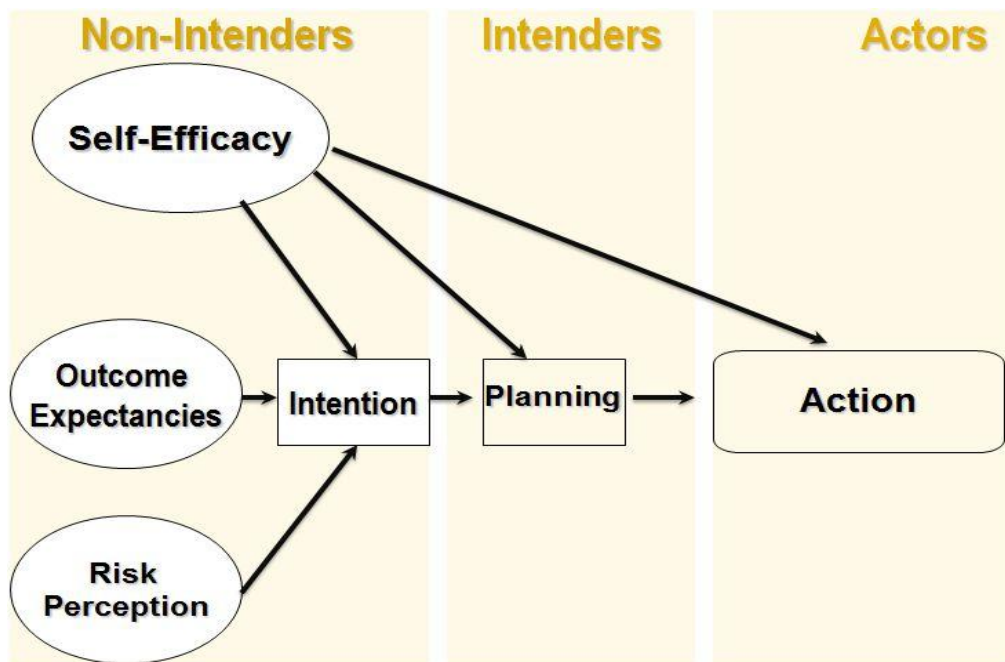 Non-Intenders
Intenders
Actors
Self-Efficacy
Outcome
Expectancies
Intention
Planning
Action
Risk
Perception